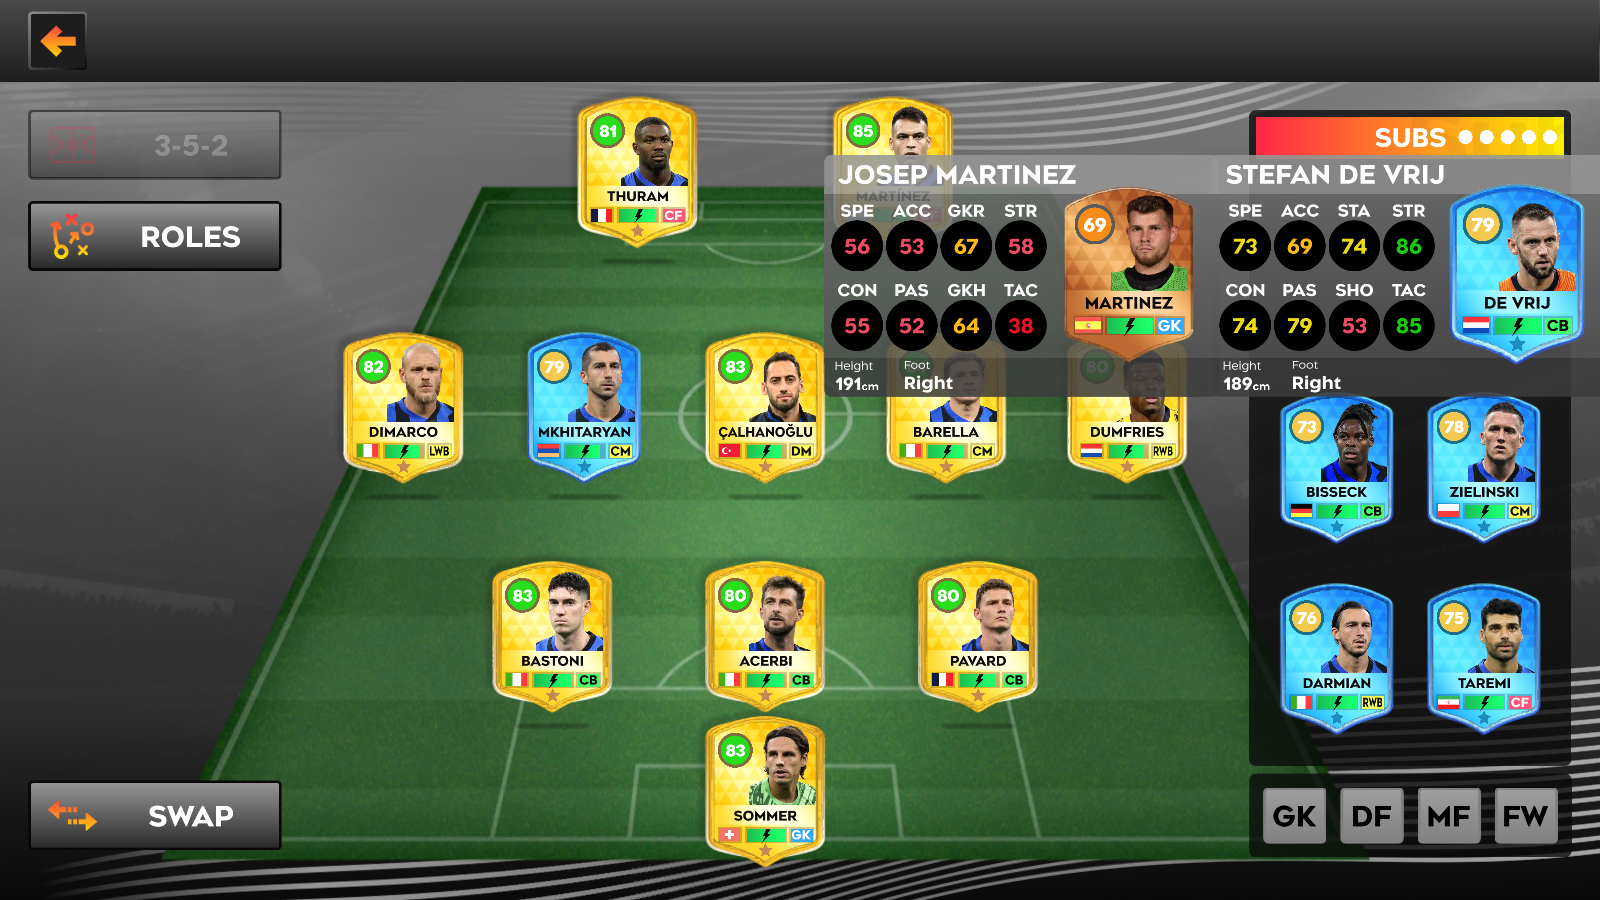 3-5-2
ROLES
SWAP
81
THURAM
CF
85
MARTÍNEZ
SUBS
JOSEP MARTINEZ
SPE ACC GKR STR
56 53 67 58
CON PAS GKH TAC
55 52 64 38
Height Foot
191cm Right
69
MARTINEZ
GK
STEFAN DE VRIJ
SPE ACC STA STR
73 69 74 86
CON PAS SHO TAC
74 79 53 85
Height Foot
189cm Right
79
DE VRIJ
CB
82
DIMARCO
LWB
79
MKHITARYAN
CM
83
ÇALHANOĞLU
DM
BARELLA
CM
80
DUMFRIES
RWB
73
BISSECK
CB
78
ZIELINSKI
CM
83
BASTONI
CB
80
ACERBI
CB
80
PAVARD
CB
76
DARMIAN
RWB
75
TAREMI
CF
83
SOMMER
GK
GK DF MF FW